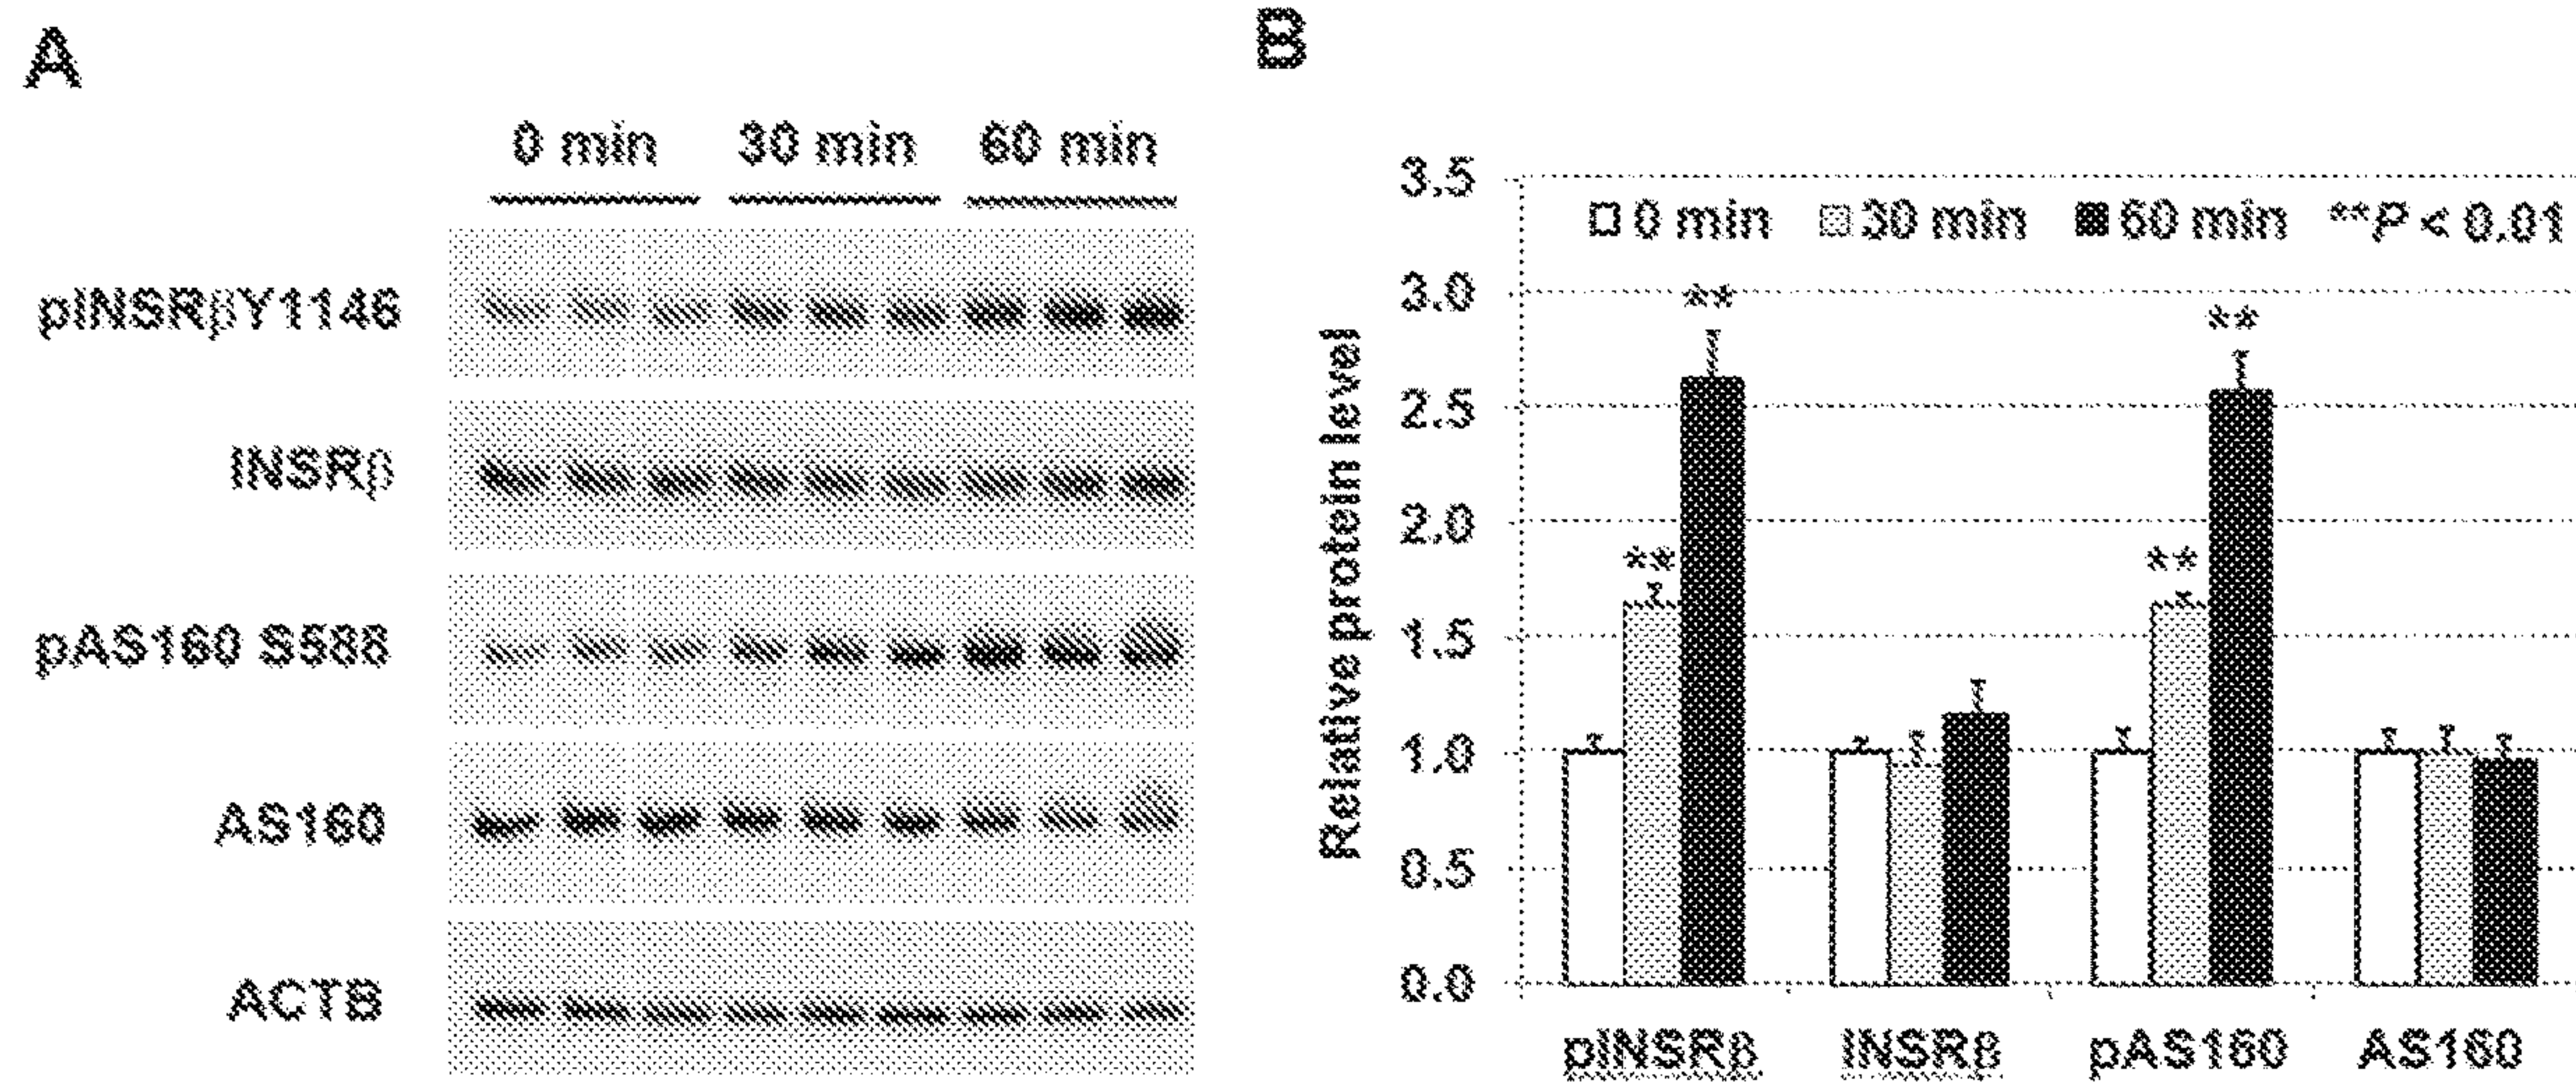 A
0 min 30 min 60 min
pINSRβY1146
INSRβ
pAS160 S588
AS160
ACTB
B
Relative protein level
3.5
3.0
2.5
2.0
1.5
1.0
0.5
0.0
0 min 30 min 60 min **P < 0.01
**
**
**
**
pINSRβ INSRβ pAS160 AS160